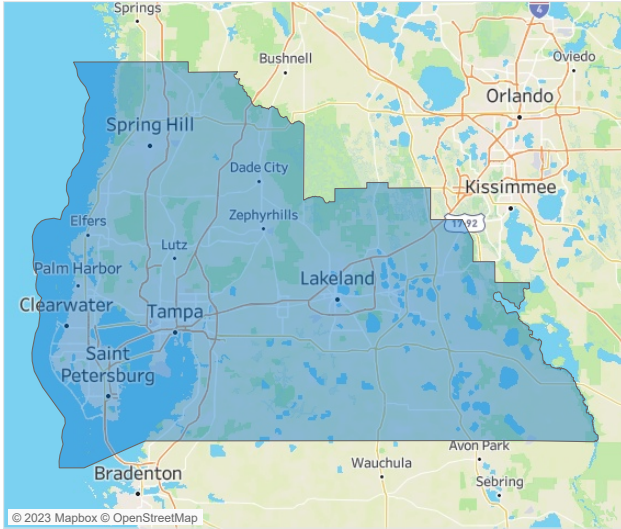 Springs
4
Bushnell
Oviedo
Orlando
Spring Hill
Dade City
Kissimmee
Zephyrhills
Elfers
17-92
Lutz
Palm Harbor
Lakeland
Clearwater
Tampa
Saint
Petersburg
Avon Park
Wauchula
Bradenton
Sebring
© 2023 Mapbox © OpenStreetMap